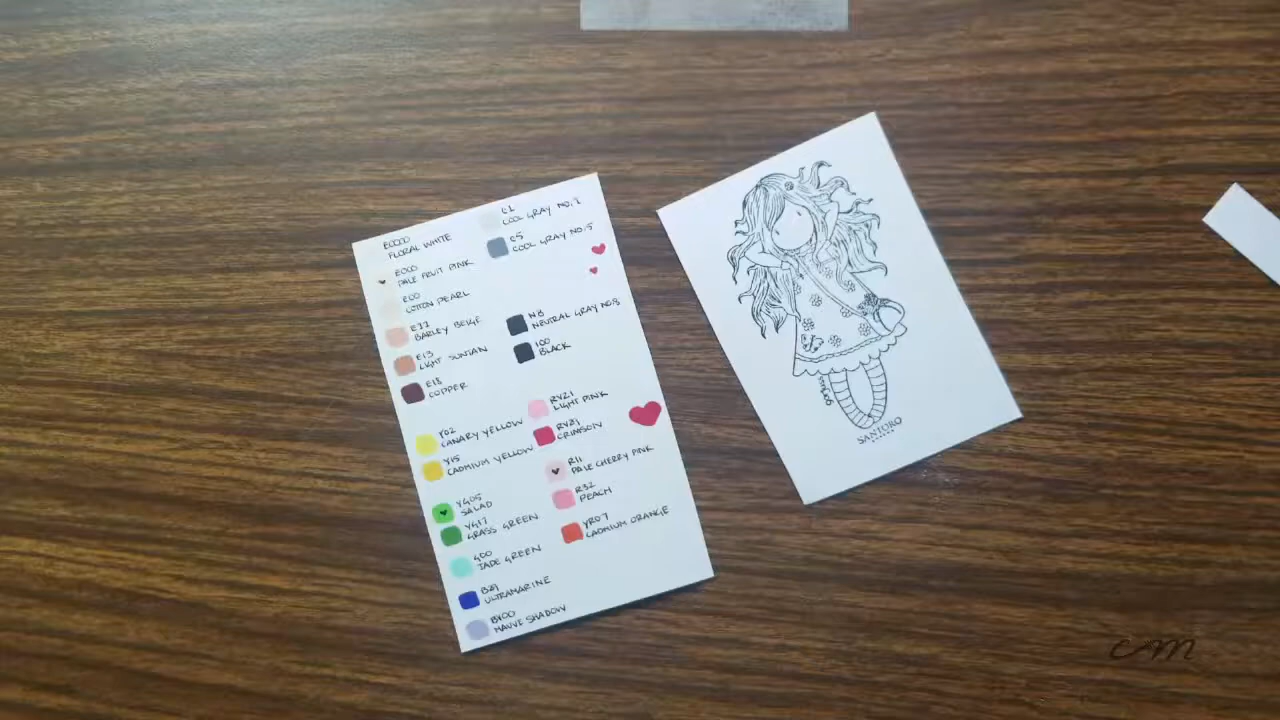 E0000
FLORAL WHITE
E000
PALE FRUIT PINK
E00
COTTON PEARL
E11
BARLEY BEIGE
E13
LIGHT SUNTAN
E18
COPPER
Y02
CANARY YELLOW
Y15
CADMIUM YELLOW
YG05
SALAD
YG17
GRASS GREEN
G00
JADE GREEN
B29
ULTRAMARINE
BV00
MAUVE SHADOW
C1
COOL GRAY NO.1
C5
COOL GRAY NO.5
N8
NEUTRAL GRAY NO.8
100
BLACK
RV21
LIGHT PINK
RV29
CRIMSON
R11
PALE CHERRY PINK
R32
PEACH
YR07
CADMIUM ORANGE
gorjuss
SANTORO
CM